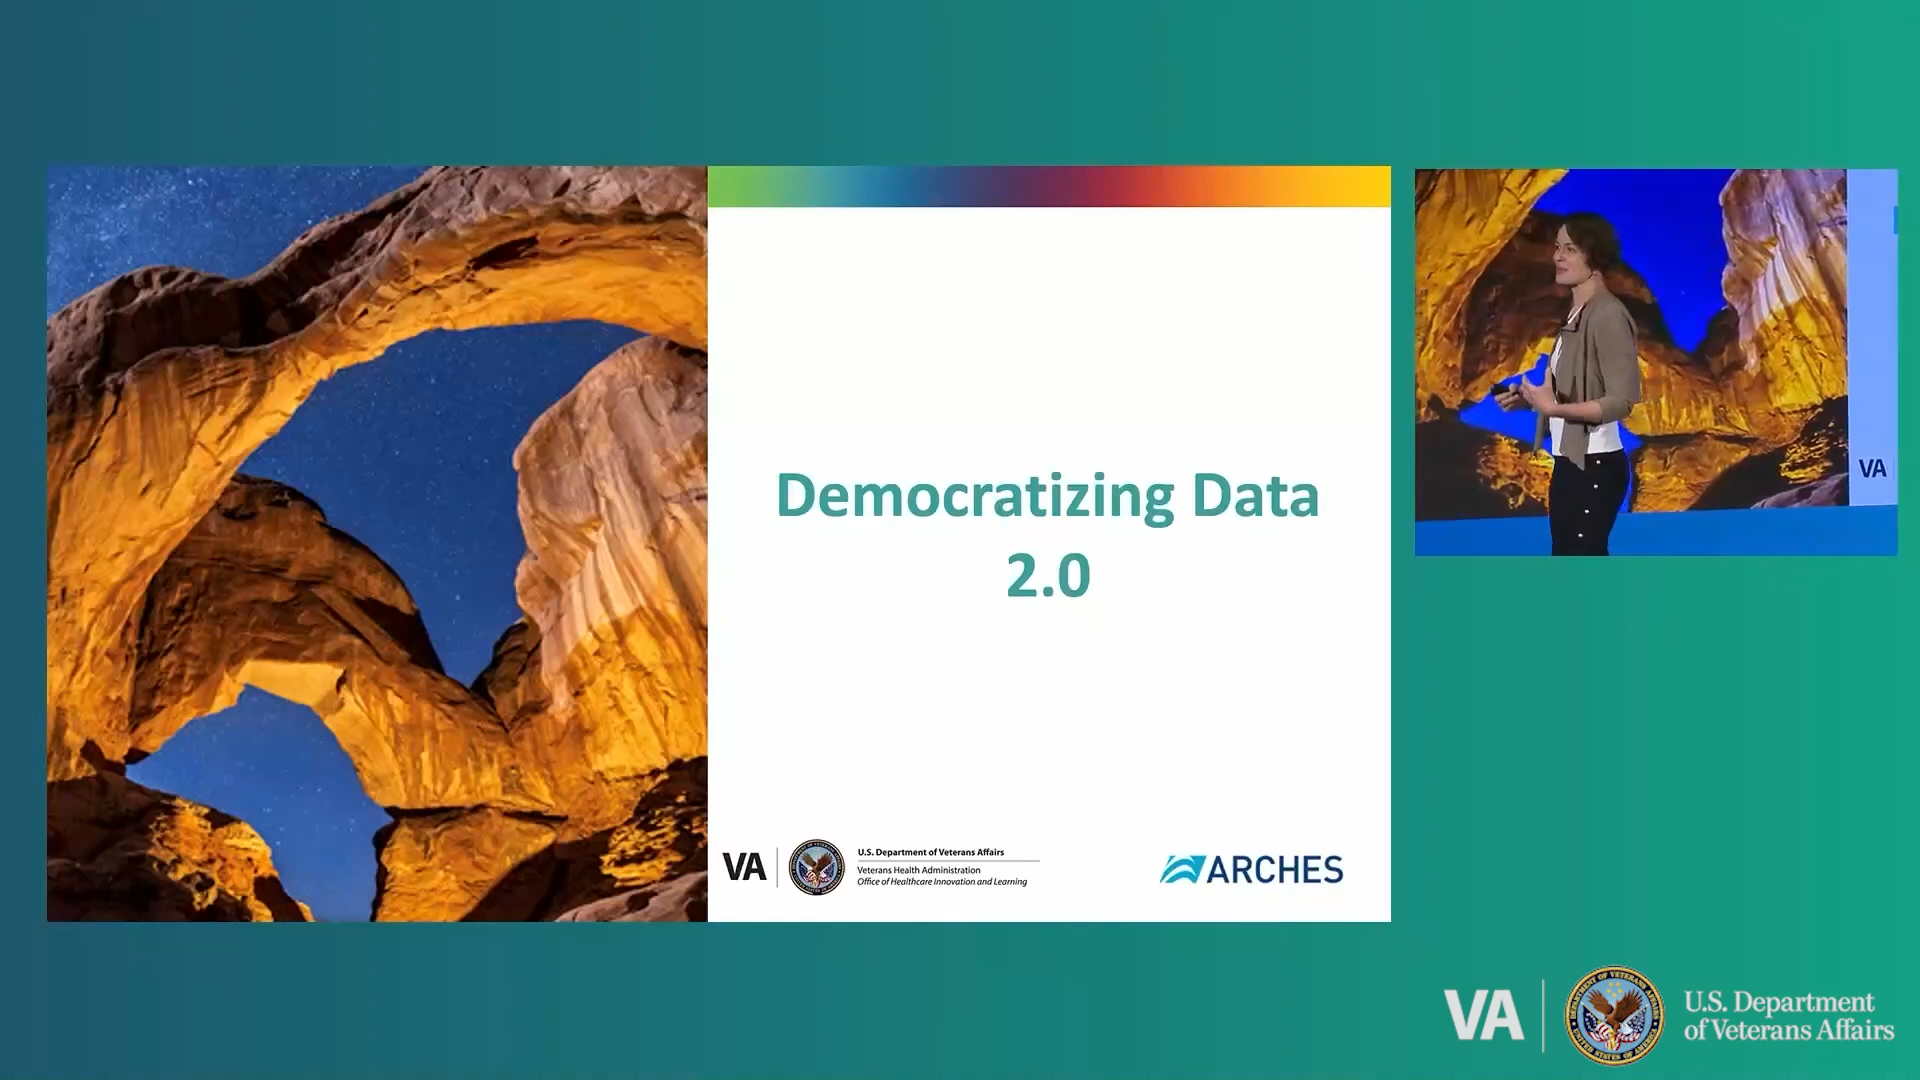 Democratizing Data
2.0
VA
U.S. Department of Veterans Affairs
Veterans Health Administration
Office of Healthcare Innovation and Learning
ARCHES
VA
VA
U.S. Department
of Veterans Affairs